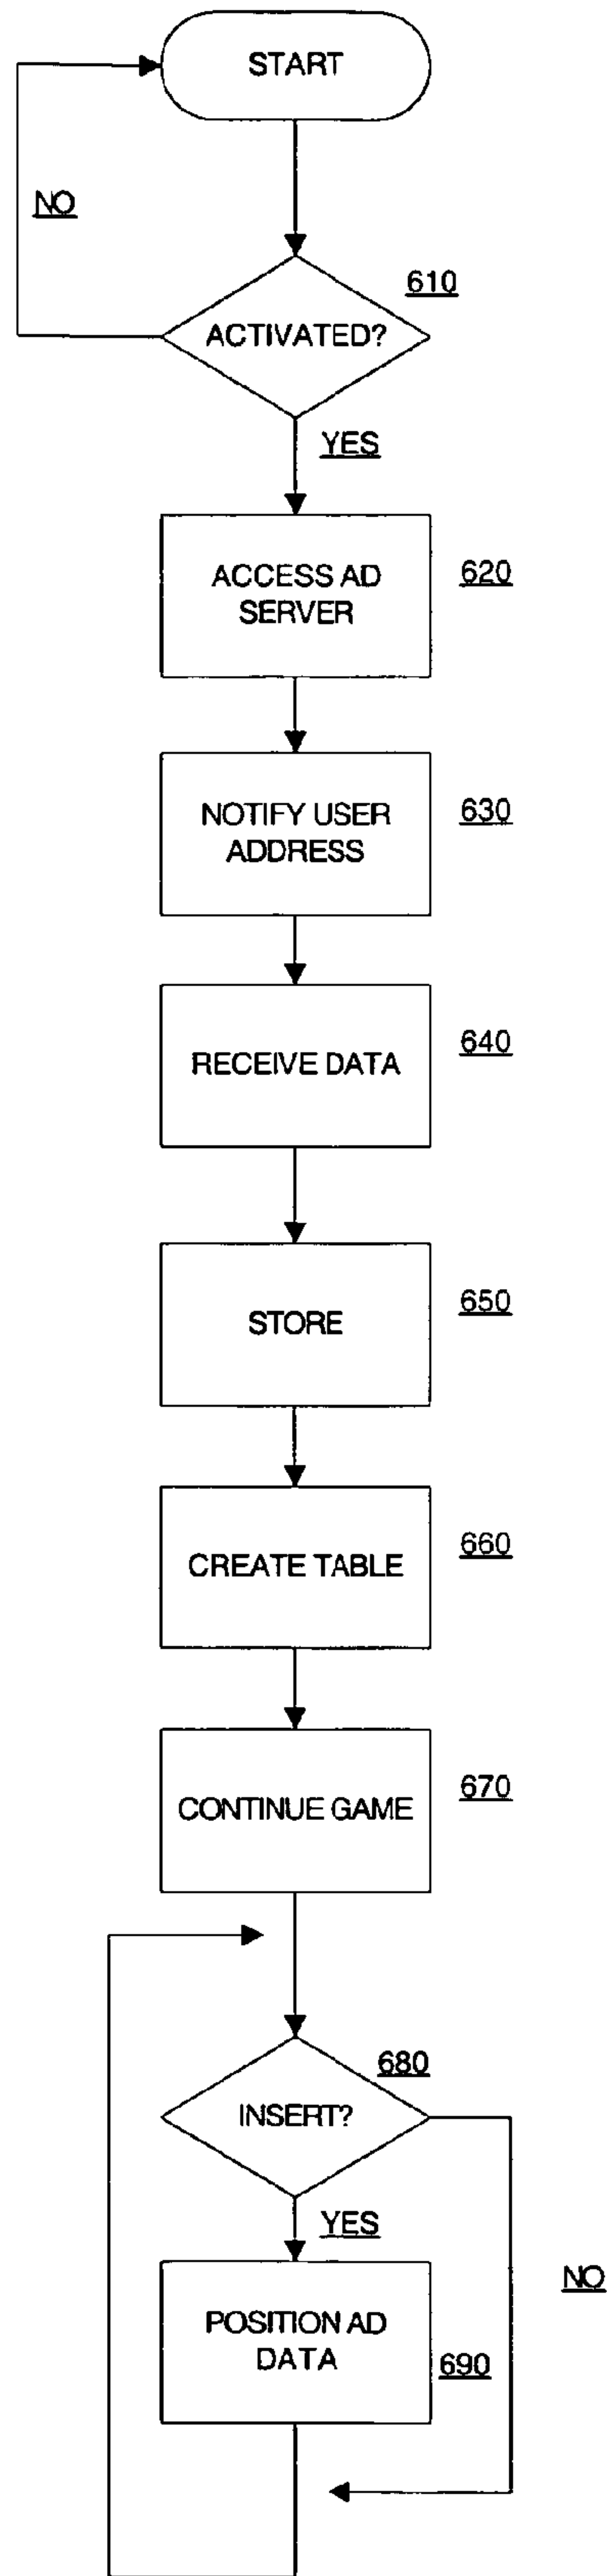 START
NO
610
ACTIVATED?
YES
ACCESS AD
SERVER
620
NOTIFY USER
ADDRESS
630
RECEIVE DATA
640
STORE
650
CREATE TABLE
660
CONTINUE GAME
670
680
INSERT?
YES
NO
POSITION AD
DATA
690